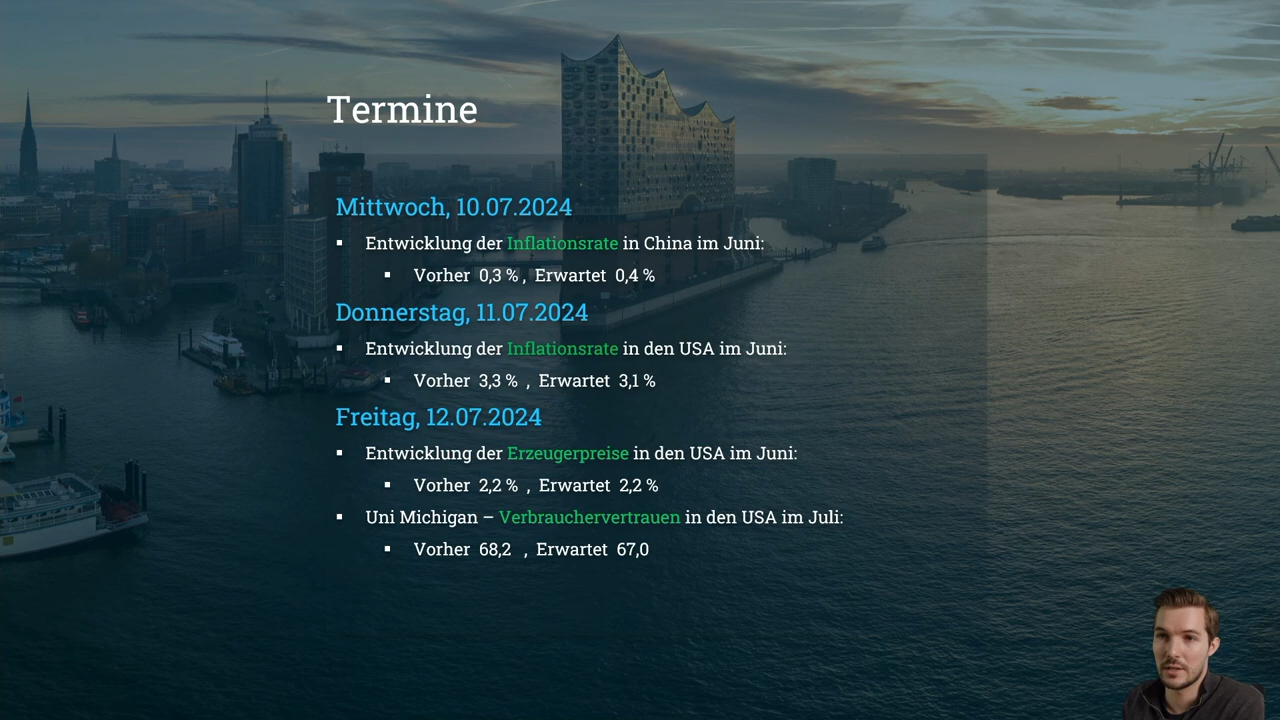 Termine
Mittwoch, 10.07.2024
▪ Entwicklung der Inflationsrate in China im Juni:
▪ Vorher 0,3 % , Erwartet 0,4 %
Donnerstag, 11.07.2024
▪ Entwicklung der Inflationsrate in den USA im Juni:
▪ Vorher 3,3 % , Erwartet 3,1 %
Freitag, 12.07.2024
▪ Entwicklung der Erzeugerpreise in den USA im Juni:
▪ Vorher 2,2 % , Erwartet 2,2 %
▪ Uni Michigan – Verbrauchervertrauen in den USA im Juli:
▪ Vorher 68,2 , Erwartet 67,0